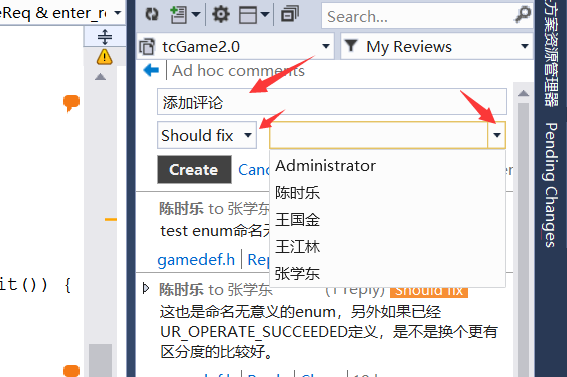 eReq & enter_re
Search...
tcGame2.0
My Reviews
Ad hoc comments
添加评论
Should fix
Create
Canc
er
Administrator
陈时乐
王国金
王江林
张学东
陈时乐 to 张学东
test enum命名无
gamedef.h | Rep
it()) {
陈时乐 to 张学东 (1 reply) Should fix
这也是命名无意义的enum，另外如果已经
UR_OPERATE_SUCCEEDED定义，是不是换个更有
区分度的比较好。
方案资源管理器
Pending Changes